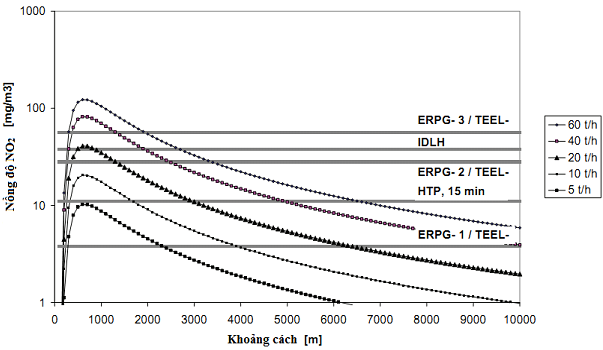 1000
100
10
1
Nồng độ NO2 [mg/m3]
ERPG- 3 / TEEL-
IDLH
ERPG- 2 / TEEL-
HTP, 15 min
ERPG- 1 / TEEL-
0 1000 2000 3000 4000 5000 6000 7000 8000 9000 10000
Khoảng cách [m]
60 t/h
40 t/h
20 t/h
10 t/h
5 t/h